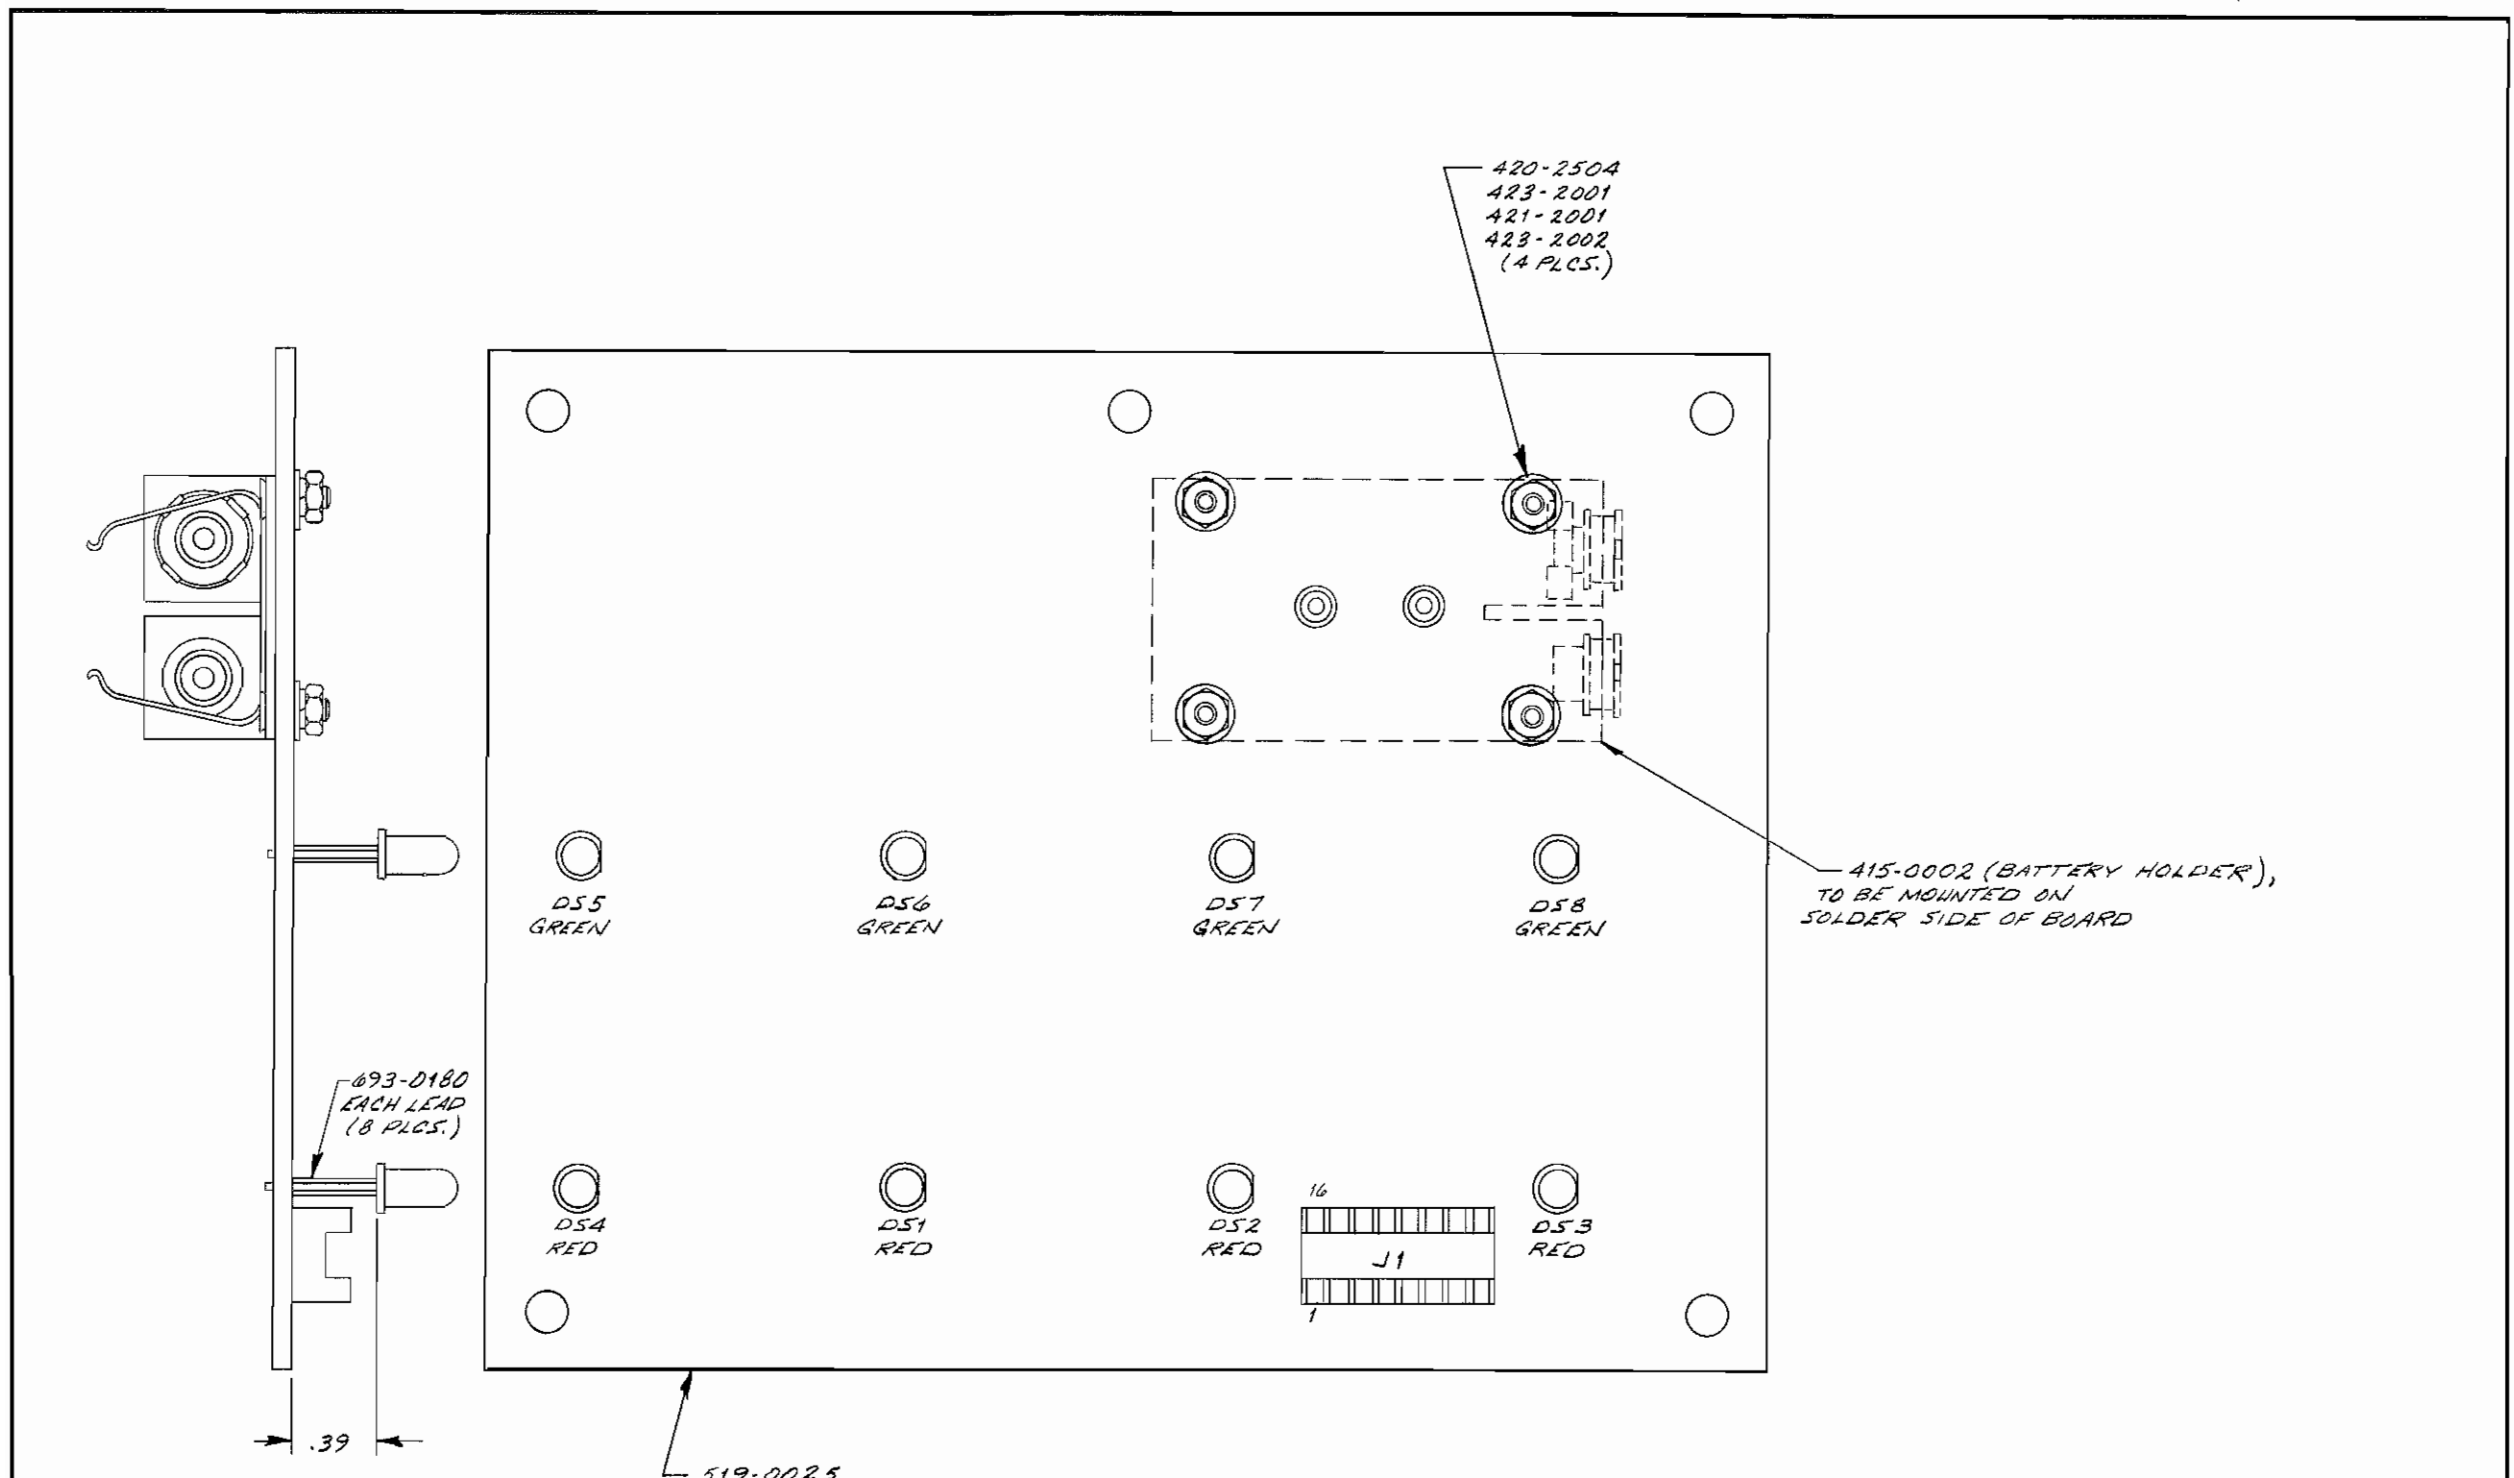 420-2504
423-2001
421-2001
423-2002
(4 PLCS.)
415-0002 (BATTERY HOLDER),
TO BE MOUNTED ON
SOLDER SIDE OF BOARD
DS5
GREEN
DS6
GREEN
DS7
GREEN
DS8
GREEN
693-0180
EACH LEAD
(8 PLCS.)
DS4
RED
DS1
RED
DS2
RED
16
J1
1
DS3
RED
.39
519-0025